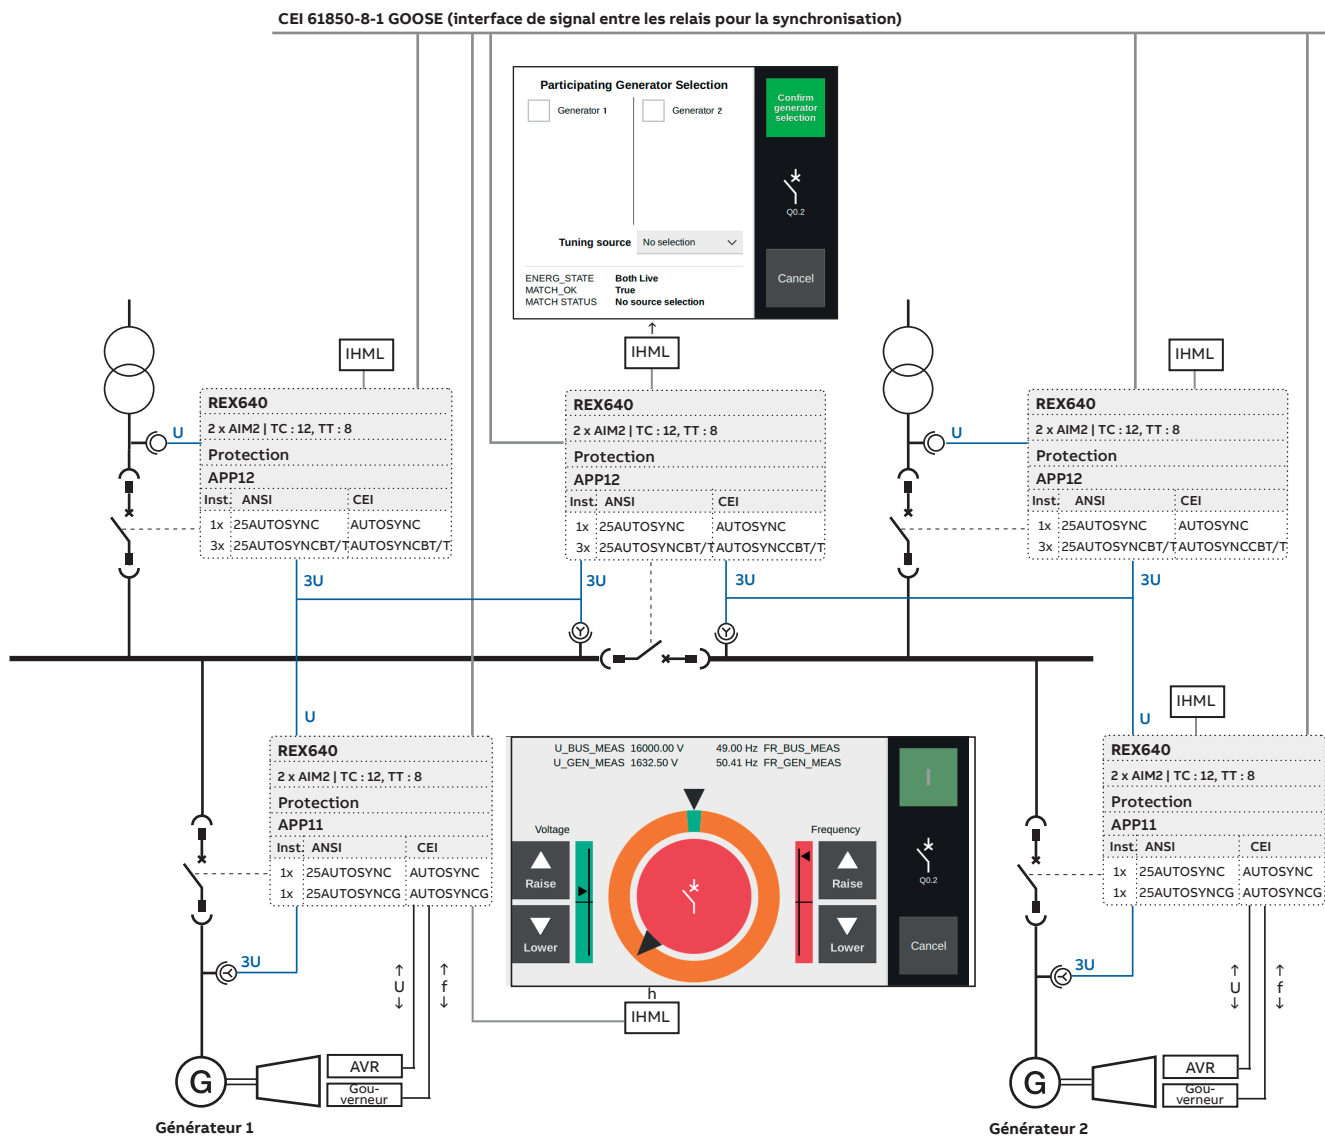 CEI 61850-8-1 GOOSE (interface de signal entre les relais pour la synchronisation)
Participating Generator Selection
Generator 1
Generator 2
Tuning source
No selection
ENERG_STATE Both Live
MATCH_OK True
MATCH STATUS No source selection
Confirm
generator
selection
Q0.2
Cancel
IHML
IHML
IHML
U
REX640
2 x AIM2 | TC : 12, TT : 8
Protection
APP12
Inst. ANSI CEI
1x 25AUTOSYNC AUTOSYNC
3x 25AUTOSYNCBT/T AUTOSYNCBT/T
3U
REX640
2 x AIM2 | TC : 12, TT : 8
Protection
APP12
Inst. ANSI CEI
1x 25AUTOSYNC AUTOSYNC
3x 25AUTOSYNCBT/T AUTOSYNCCBT/T
3U
3U
U
REX640
2 x AIM2 | TC : 12, TT : 8
Protection
APP12
Inst. ANSI CEI
1x 25AUTOSYNC AUTOSYNC
3x 25AUTOSYNCBT/T AUTOSYNCCBT/T
3U
U
REX640
2 x AIM2 | TC : 12, TT : 8
Protection
APP11
Inst. ANSI CEI
1x 25AUTOSYNC AUTOSYNC
1x 25AUTOSYNCG AUTOSYNCG
3U
↑
U
↓
↑
f
↓
G
AVR
Gou-
verneur
Générateur 1
U_BUS_MEAS 16000.00 V 49.00 Hz FR_BUS_MEAS
U_GEN_MEAS 1632.50 V 50.41 Hz FR_GEN_MEAS
Voltage
Raise
Lower
Frequency
Raise
Lower
I
Q0.2
Cancel
h
IHML
IHML
U
REX640
2 x AIM2 | TC : 12, TT : 8
Protection
APP11
Inst. ANSI CEI
1x 25AUTOSYNC AUTOSYNC
1x 25AUTOSYNCG AUTOSYNCG
3U
↑
U
↓
↑
f
↓
G
AVR
Gou-
verneur
Générateur 2